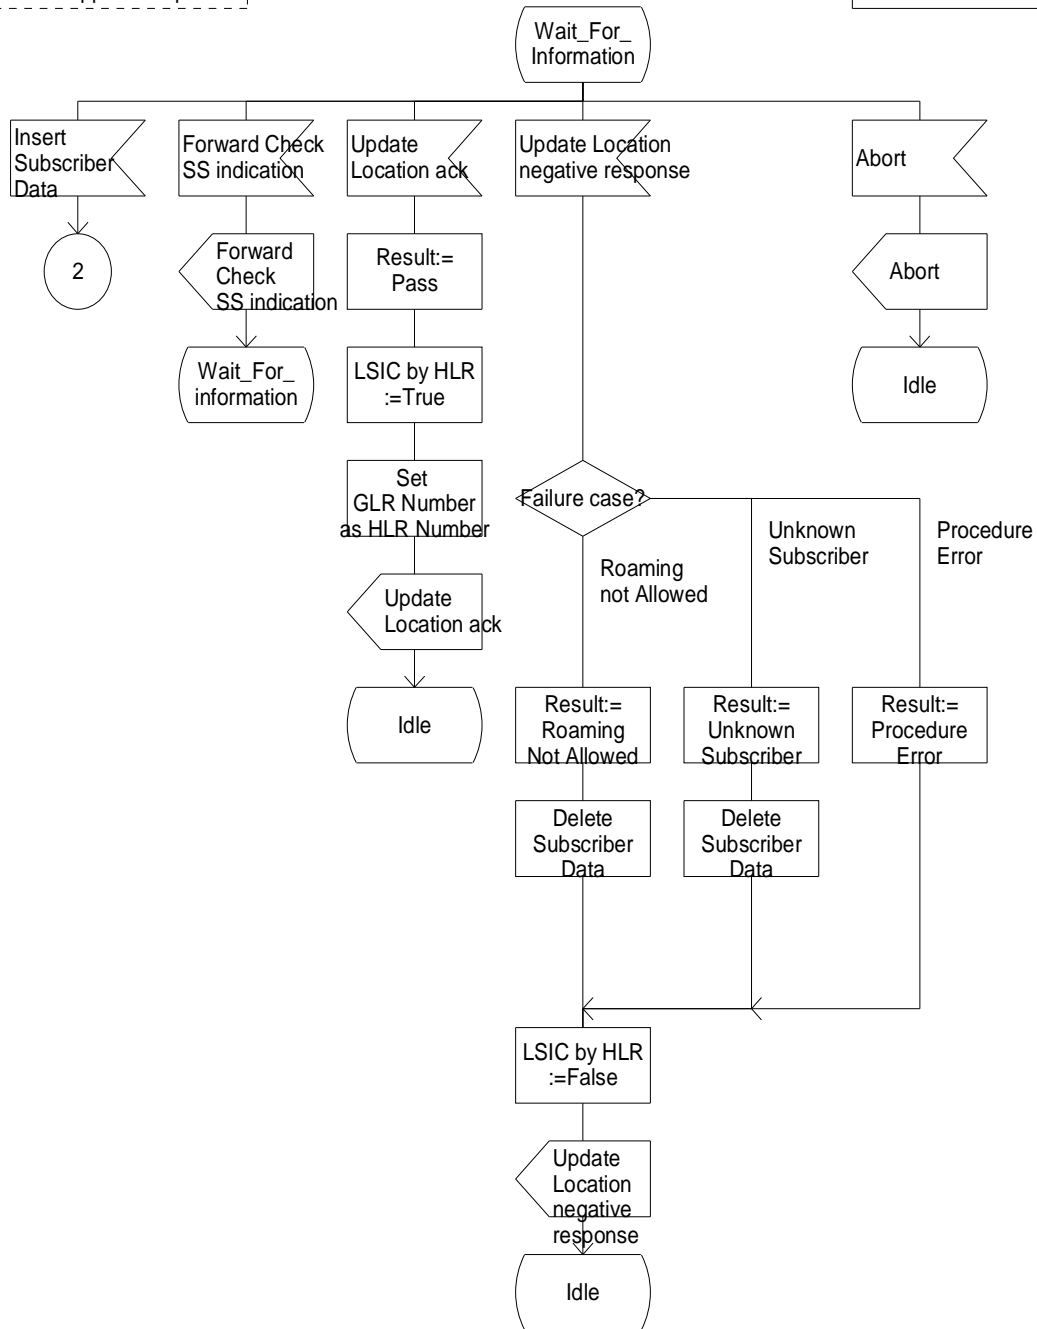 Wait_For_
Information
Insert
Subscriber
Data
Forward Check
SS indication
Update
Location ack
Update Location
negative response
Abort
2
Forward
Check
SS indication
Result:=
Pass
Abort
Wait_For_
information
LSIC by HLR
:=True
Idle
Set
GLR Number
as HLR Number
Failure case?
Unknown
Subscriber
Procedure
Error
Roaming
not Allowed
Update
Location ack
Idle
Result:=
Roaming
Not Allowed
Result:=
Unknown
Subscriber
Result:=
Procedure
Error
Delete
Subscriber
Data
Delete
Subscriber
Data
LSIC by HLR
:=False
Update
Location
negative
response
Idle